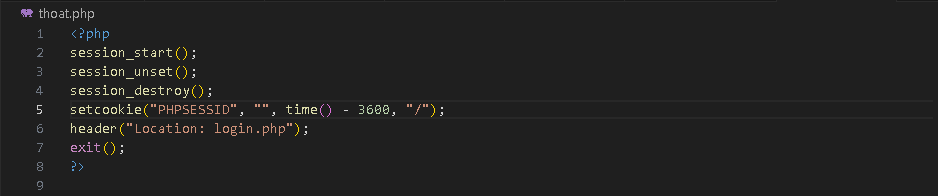 thoat.php
1 <?php
2 session_start();
3 session_unset();
4 session_destroy();
5 setcookie("PHPSESSID", "", time() - 3600, "/");
6 header("Location: login.php");
7 exit();
8 ?>
9